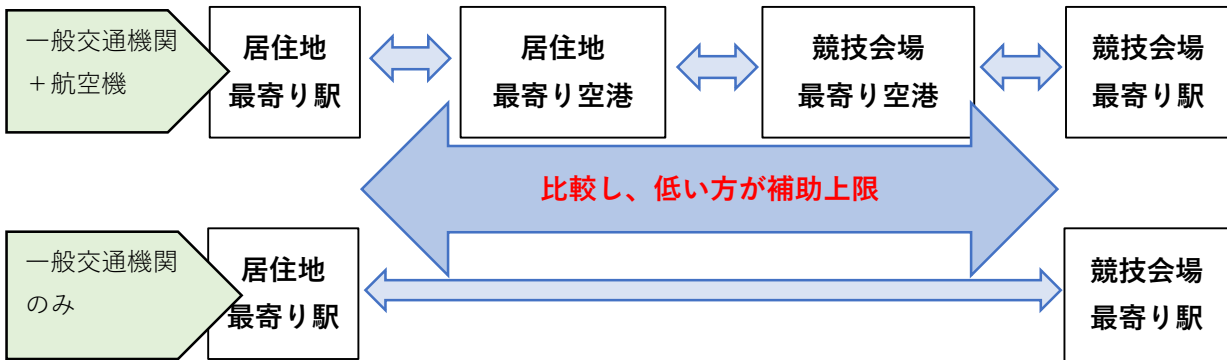 一般交通機関
＋航空機
居住地
最寄り駅
居住地
最寄り空港
競技会場
最寄り空港
競技会場
最寄り駅
比較し、低い方が補助上限
一般交通機関
のみ
居住地
最寄り駅
競技会場
最寄り駅